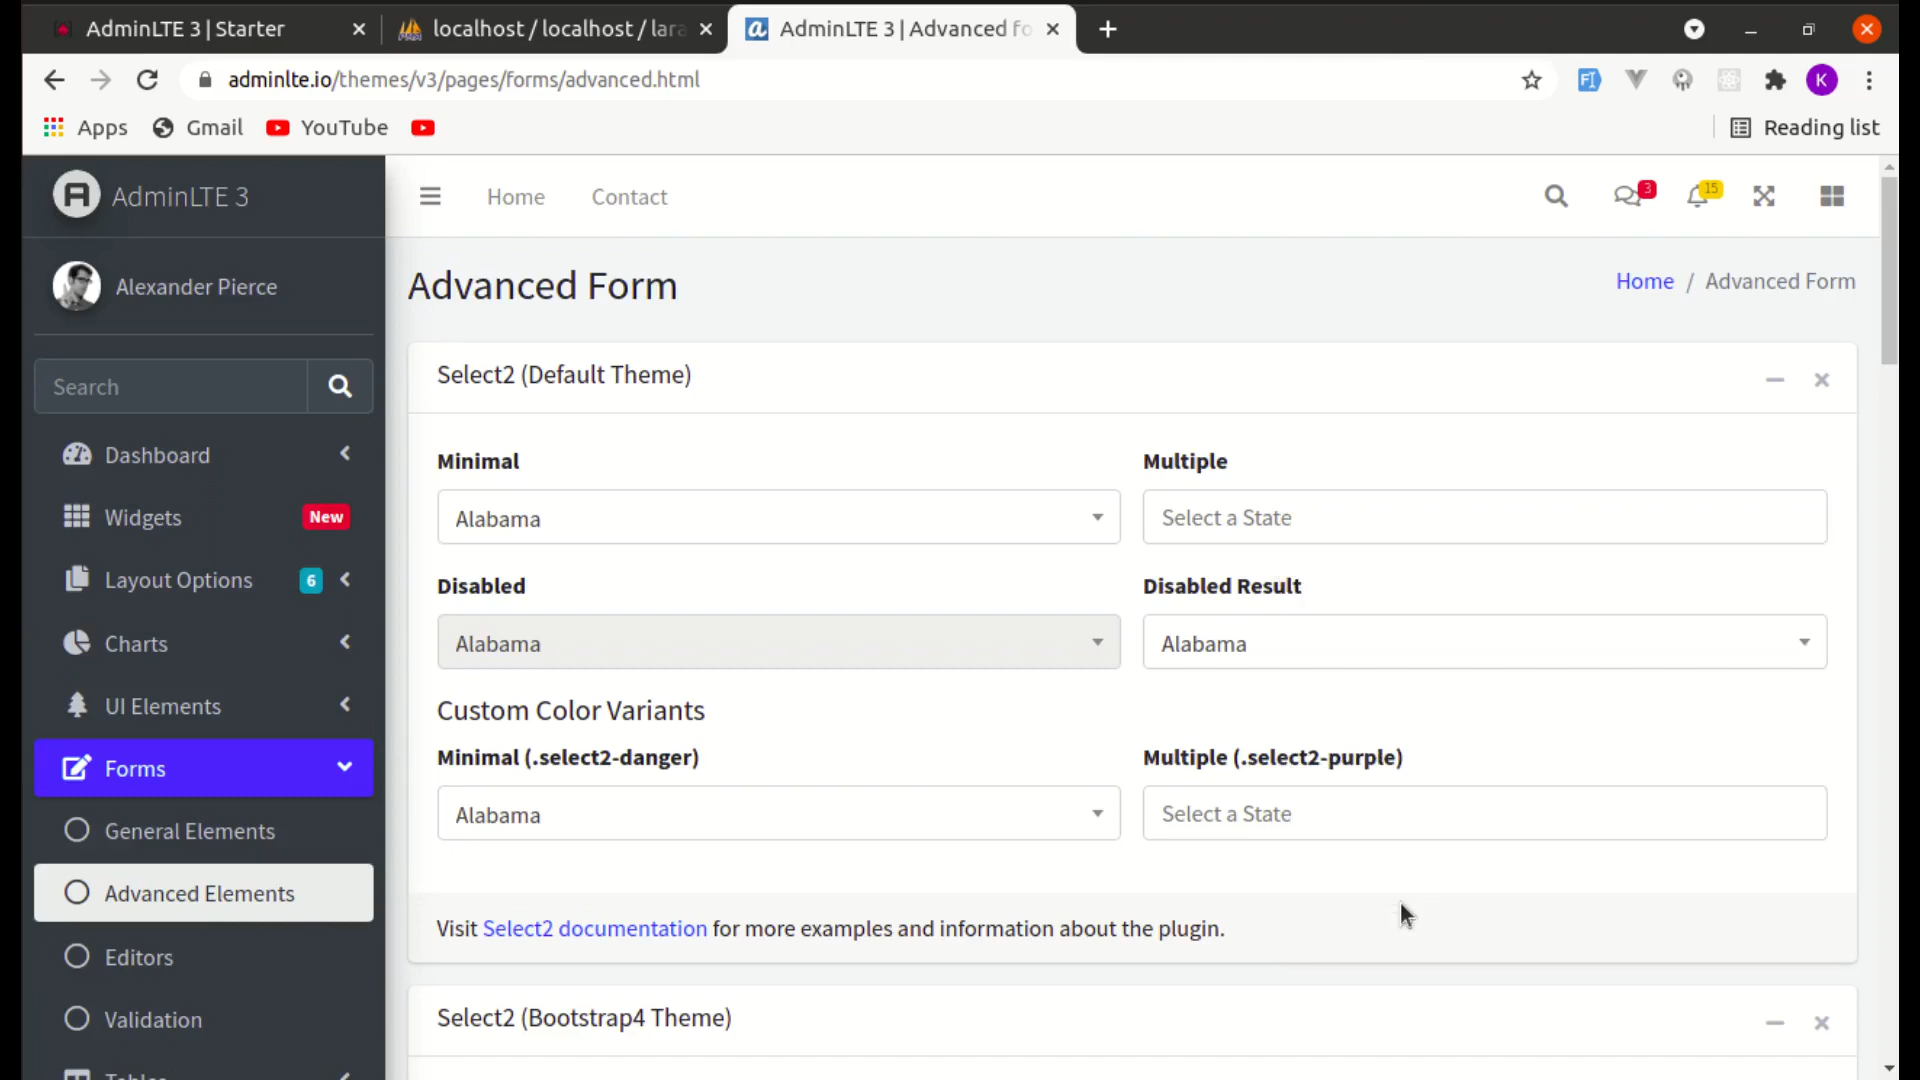 AdminLTE 3 | Starter
localhost / localhost / lara
AdminLTE 3 | Advanced fo
adminlte.io/themes/v3/pages/forms/advanced.html
K
Apps
Gmail
YouTube
Reading list
AdminLTE 3
Home
Contact
3
15
Alexander Pierce
Advanced Form
Home / Advanced Form
Search
Dashboard
Widgets
New
Layout Options
6
Charts
UI Elements
Forms
General Elements
Advanced Elements
Editors
Validation
Tables
Select2 (Default Theme)
Minimal
Alabama
Multiple
Select a State
Disabled
Alabama
Disabled Result
Alabama
Custom Color Variants
Minimal (.select2-danger)
Alabama
Multiple (.select2-purple)
Select a State
Visit Select2 documentation for more examples and information about the plugin.
Select2 (Bootstrap4 Theme)